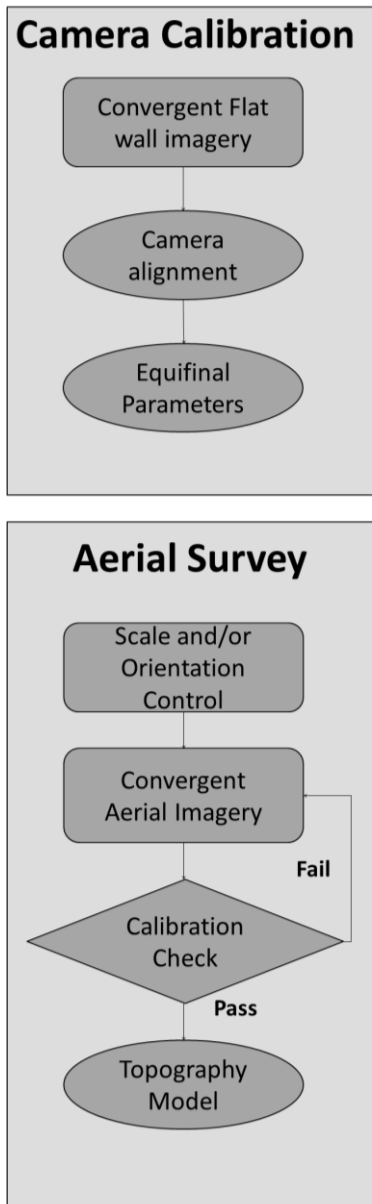 Camera Calibration
Convergent Flat
wall imagery
Camera
alignment
Equifinal
Parameters
Aerial Survey
Scale and/or
Orientation
Control
Convergent
Aerial Imagery
Fail
Calibration
Check
Pass
Topography
Model